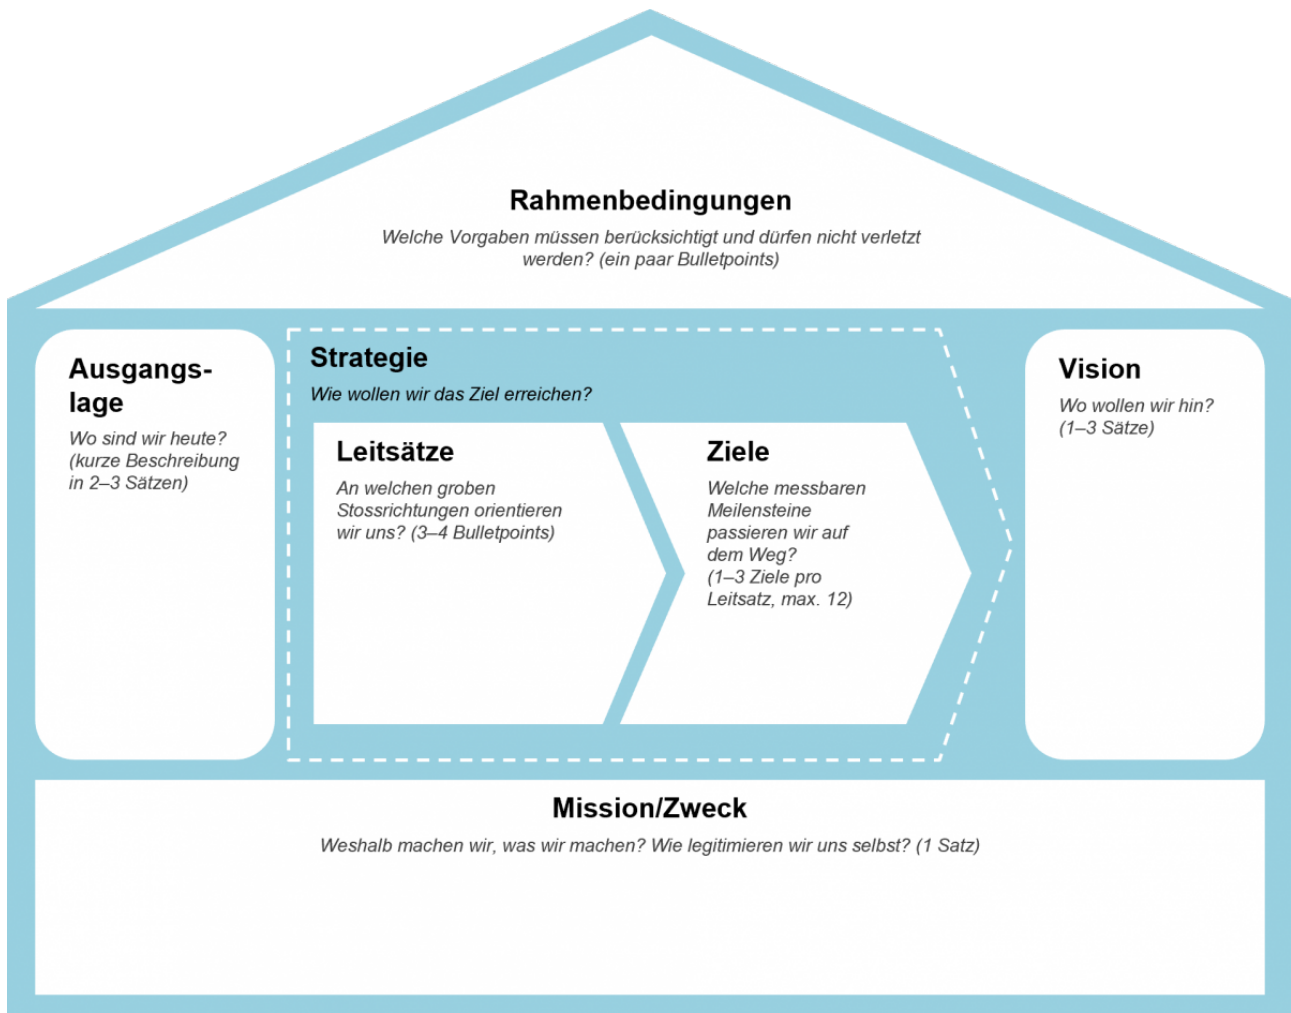 Rahmenbedingungen
Welche Vorgaben müssen berücksichtigt und dürfen nicht verletzt
werden? (ein paar Bulletpoints)
Ausgangs-
lage
Wo sind wir heute?
(kurze Beschreibung
in 2–3 Sätzen)
Strategie
Wie wollen wir das Ziel erreichen?
Leitsätze
An welchen groben
Stossrichtungen orientieren
wir uns? (3–4 Bulletpoints)
Ziele
Welche messbaren
Meilensteine
passieren wir auf
dem Weg?
(1–3 Ziele pro
Leitsatz, max. 12)
Vision
Wo wollen wir hin?
(1–3 Sätze)
Mission/Zweck
Weshalb machen wir, was wir machen? Wie legitimieren wir uns selbst? (1 Satz)